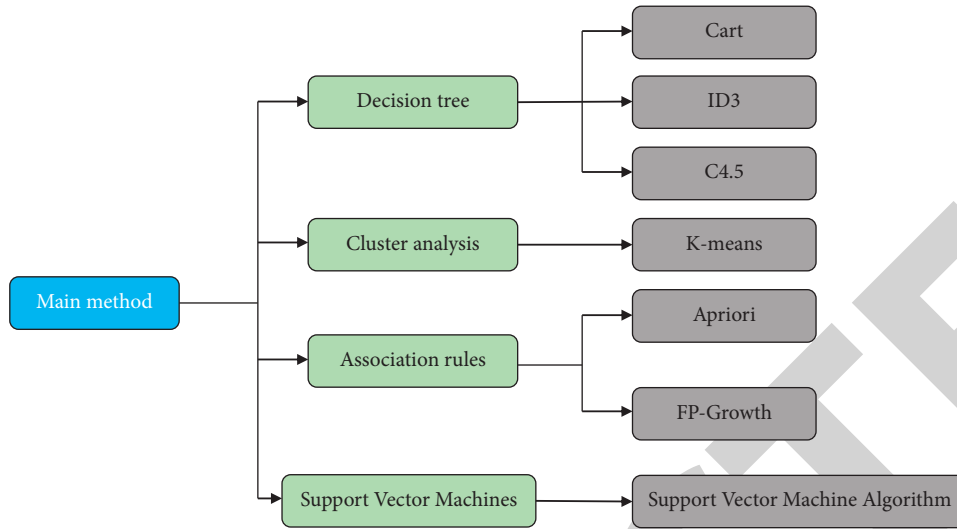 Main method
Decision tree
Cart
ID3
C4.5
Cluster analysis
K-means
Association rules
Apriori
FP-Growth
Support Vector Machines
Support Vector Machine Algorithm